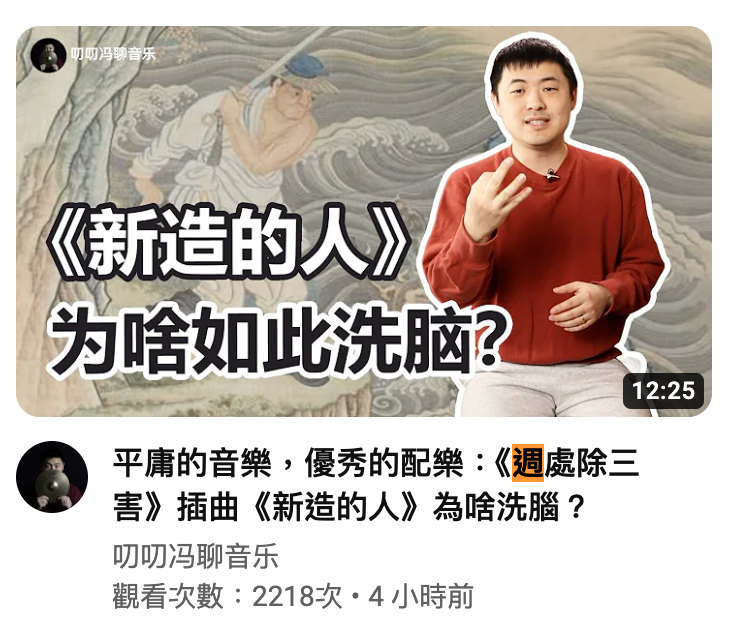 叨叨冯聊音乐
《新造的人》
为啥如此洗脑？
12:25
平庸的音樂，優秀的配樂：《週處除三
害》插曲《新造的人》為啥洗腦？
叨叨冯聊音乐
觀看次數：2218次・4 小時前